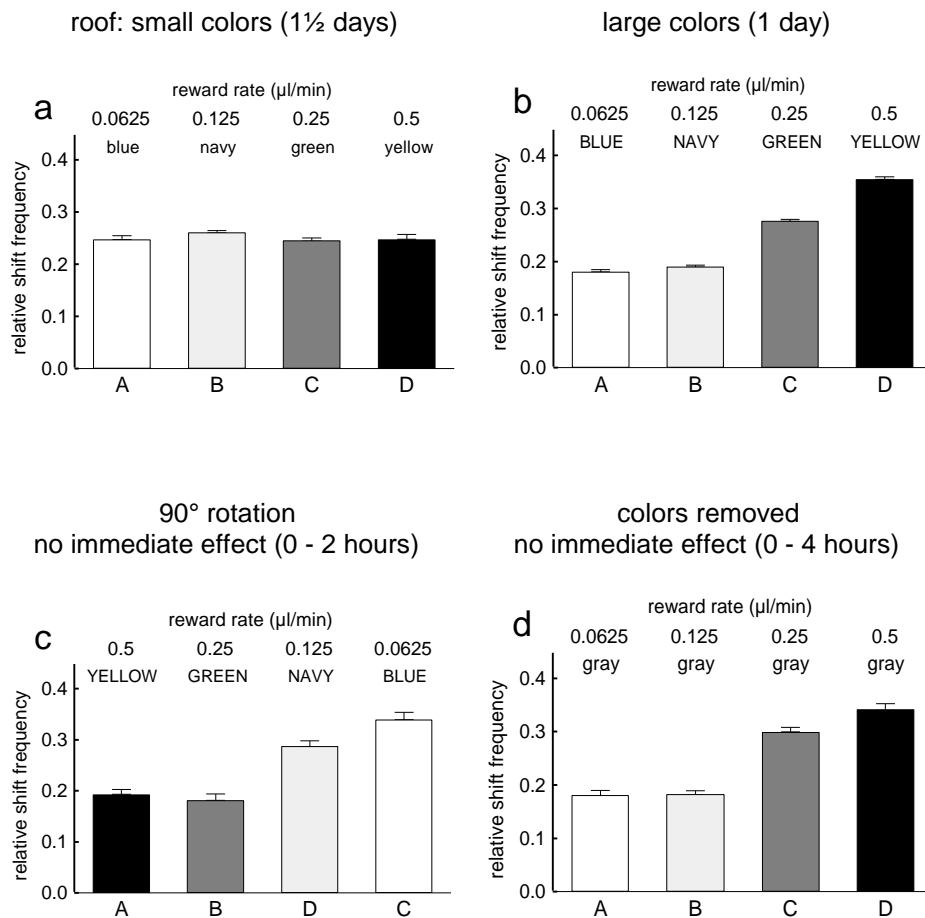 roof: small colors (1½ days)
large colors (1 day)
a
reward rate (µl/min)
0.0625 0.125 0.25 0.5
blue navy green yellow
relative shift frequency
0.4
0.3
0.2
0.1
0.0
A B C D
b
reward rate (µl/min)
0.0625 0.125 0.25 0.5
BLUE NAVY GREEN YELLOW
relative shift frequency
0.4
0.3
0.2
0.1
0.0
A B C D
90° rotation
no immediate effect (0 - 2 hours)
colors removed
no immediate effect (0 - 4 hours)
c
reward rate (µl/min)
0.5 0.25 0.125 0.0625
YELLOW GREEN NAVY BLUE
relative shift frequency
0.4
0.3
0.2
0.1
0.0
A B D C
d
reward rate (µl/min)
0.0625 0.125 0.25 0.5
gray gray gray gray
relative shift frequency
0.4
0.3
0.2
0.1
0.0
A B C D